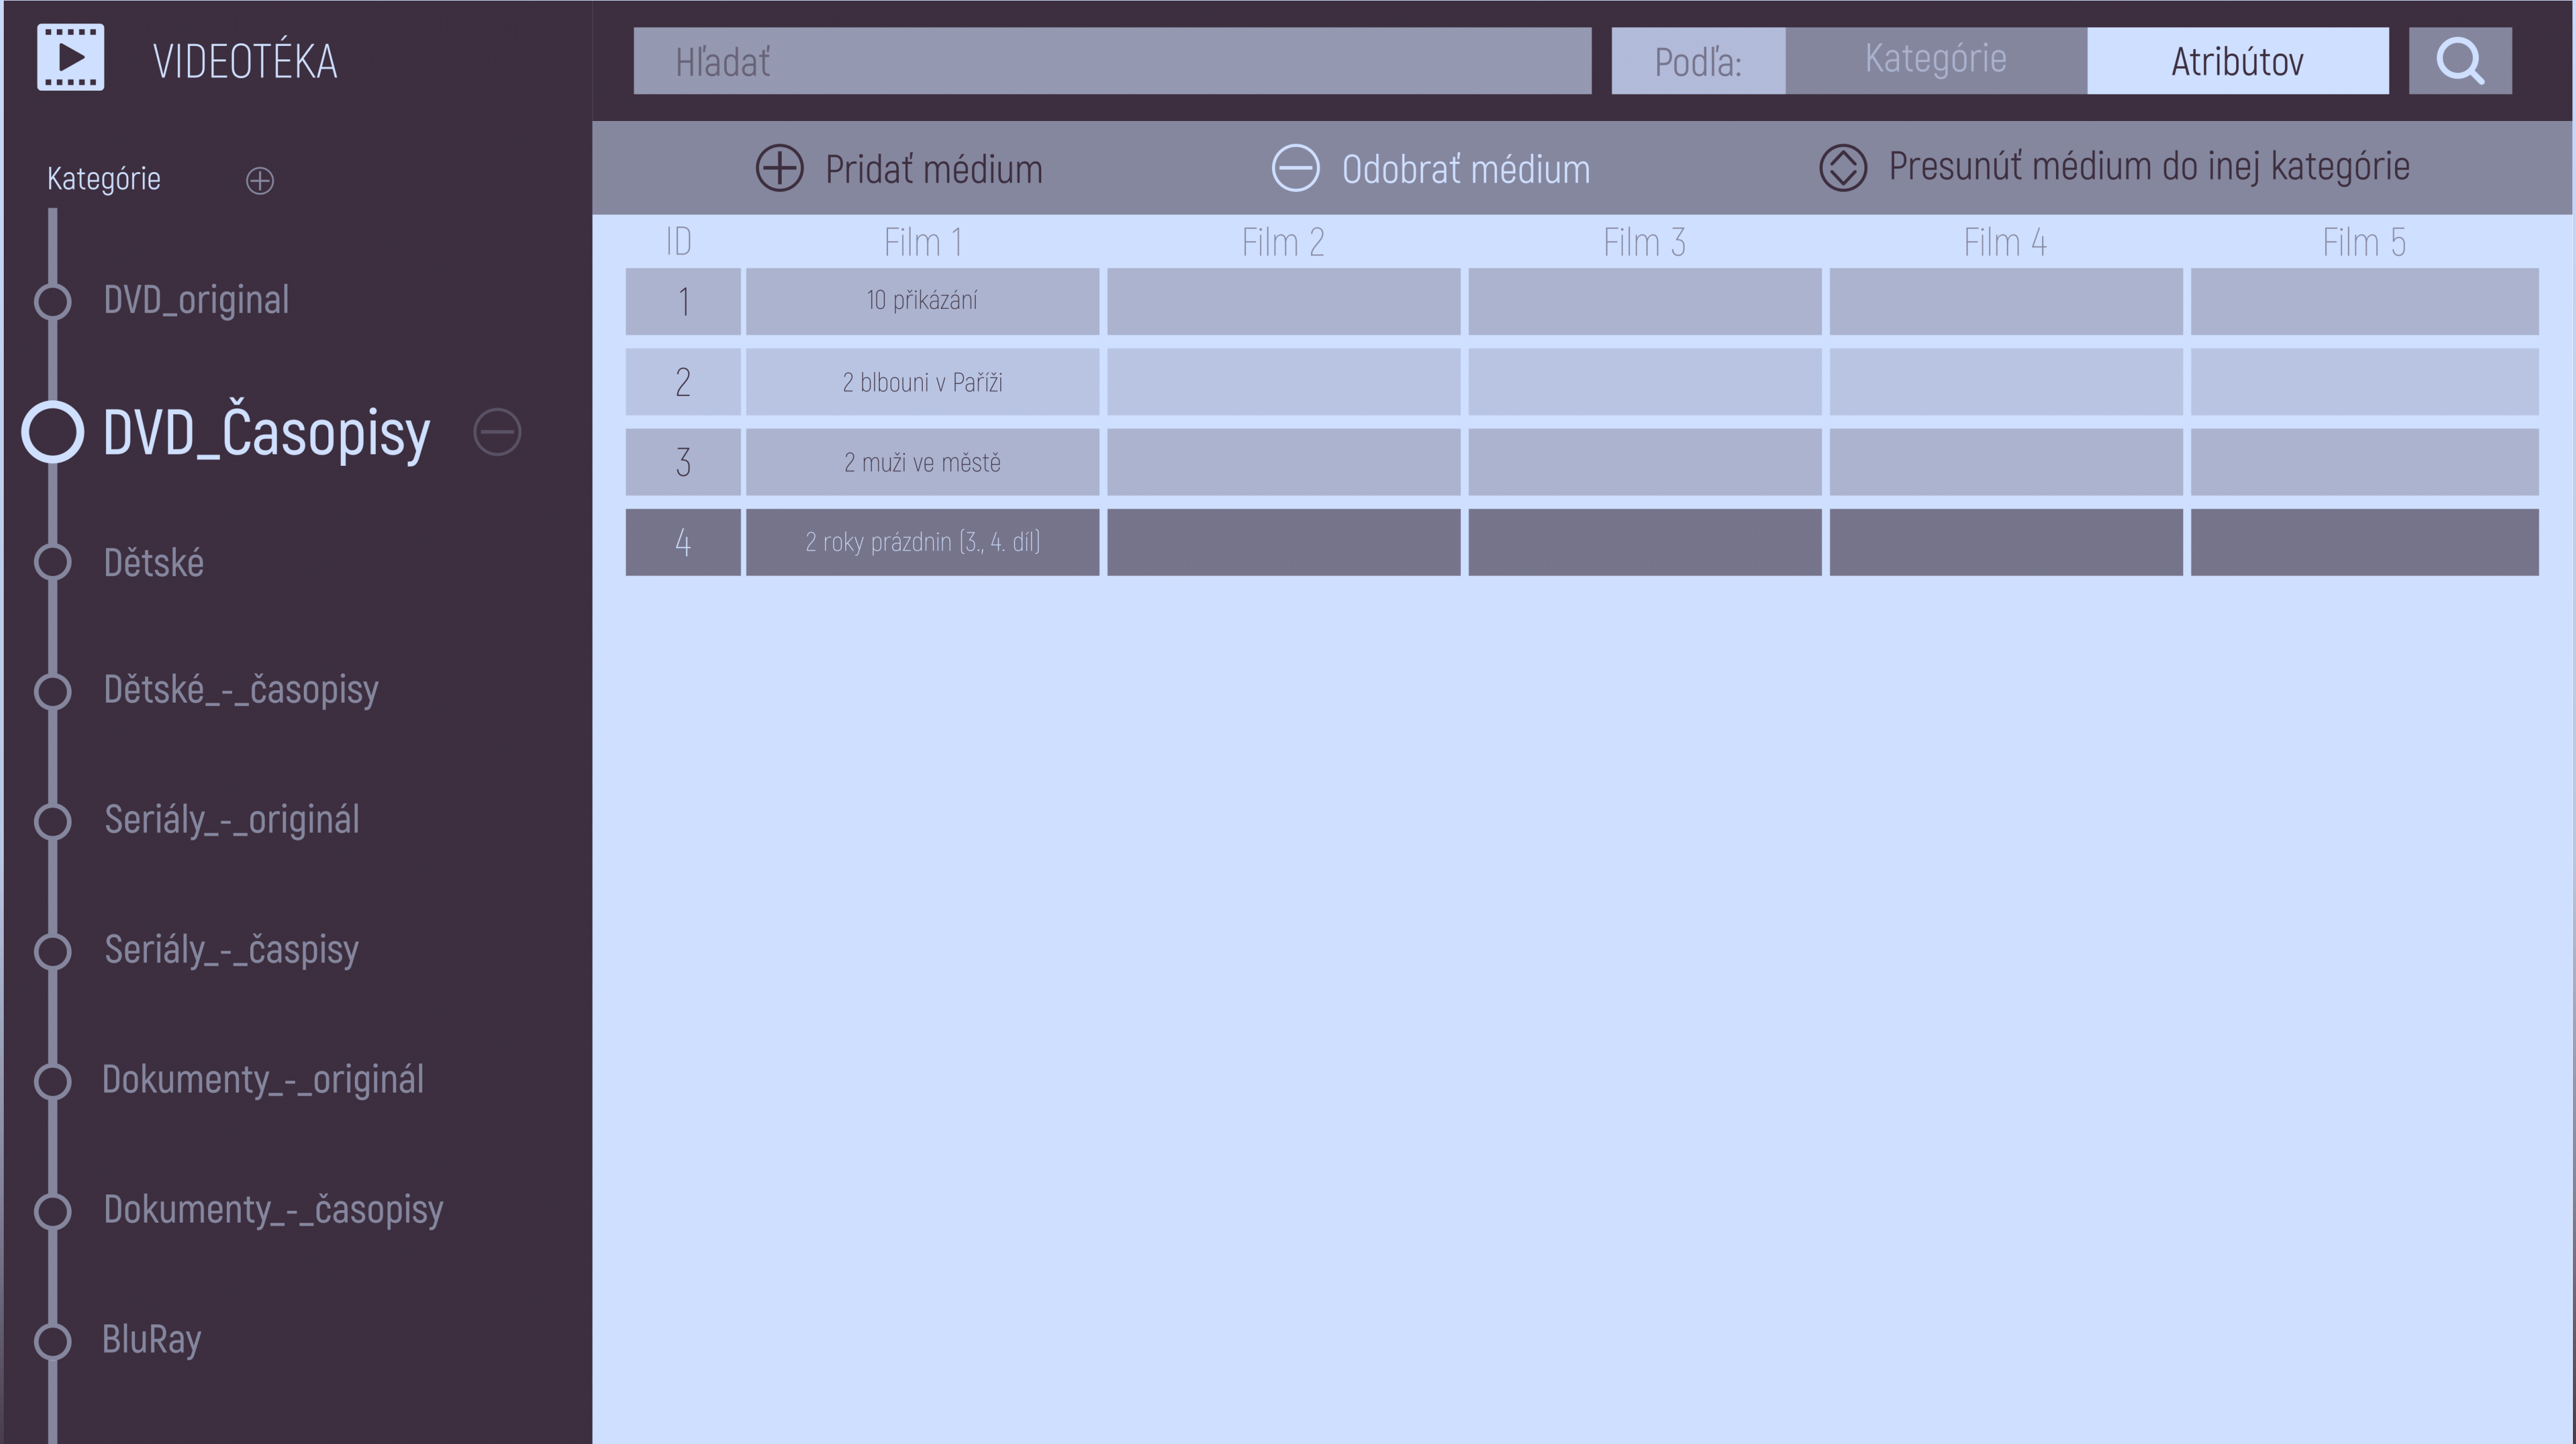 VIDEOTÉKA
Hľadať
Podľa: Kategórie Atribútov
Kategórie
Pridať médium Odobrať médium Presunúť médium do inej kategórie
ID Film 1 Film 2 Film 3 Film 4 Film 5
1 10 přikázání
2 2 blbouni v Paříži
3 2 muži ve městě
4 2 roky prázdnin (3., 4. díl)
DVD_original
DVD_Časopisy
Dětské
Dětské_-_časopisy
Seriály_-_originál
Seriály_-_časpisy
Dokumenty_-_originál
Dokumenty_-_časopisy
BluRay